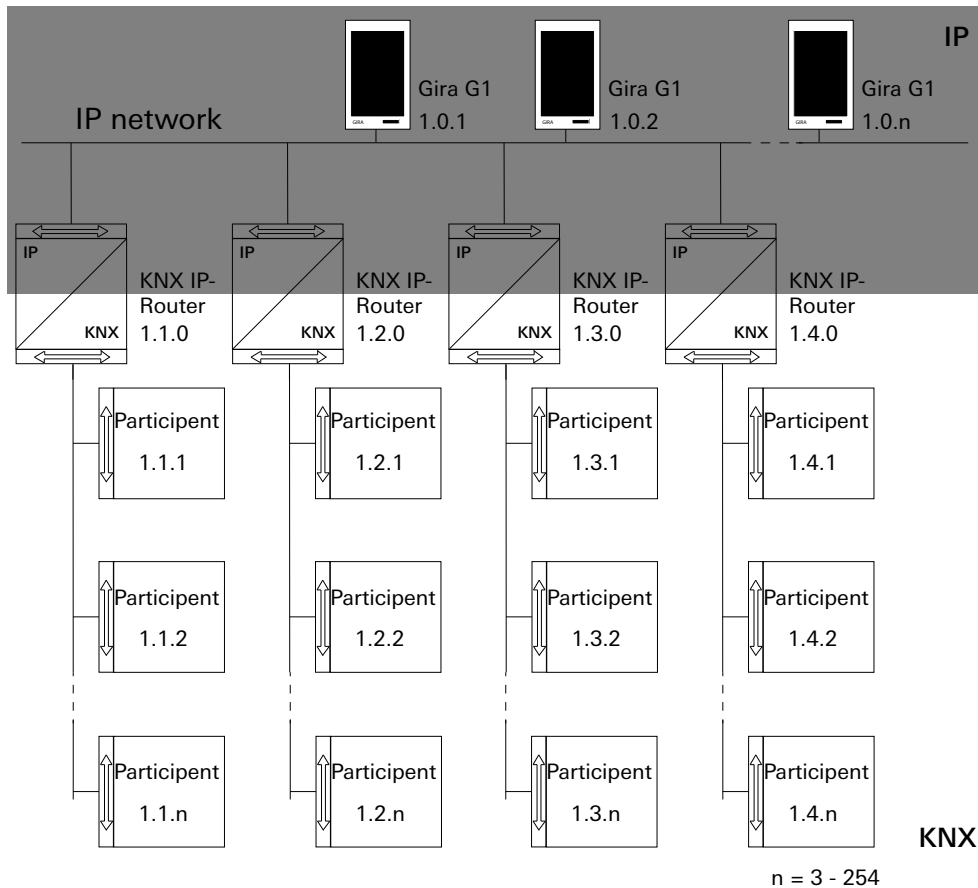 IP
Gira G1
Gira G1
Gira G1
IP network
1.0.1
1.0.2
1.0.n
GIRA
GIRA
GIRA
IP
IP
IP
IP
KNX IP-
Router
1.1.0
KNX IP-
Router
1.2.0
KNX IP-
Router
1.3.0
KNX IP-
Router
1.4.0
KNX
KNX
KNX
KNX
Participent
1.1.1
Participent
1.2.1
Participent
1.3.1
Participent
1.4.1
Participent
1.1.2
Participent
1.2.2
Participent
1.3.2
Participent
1.4.2
Participent
1.1.n
Participent
1.2.n
Participent
1.3.n
Participent
1.4.n
KNX
n = 3 - 254